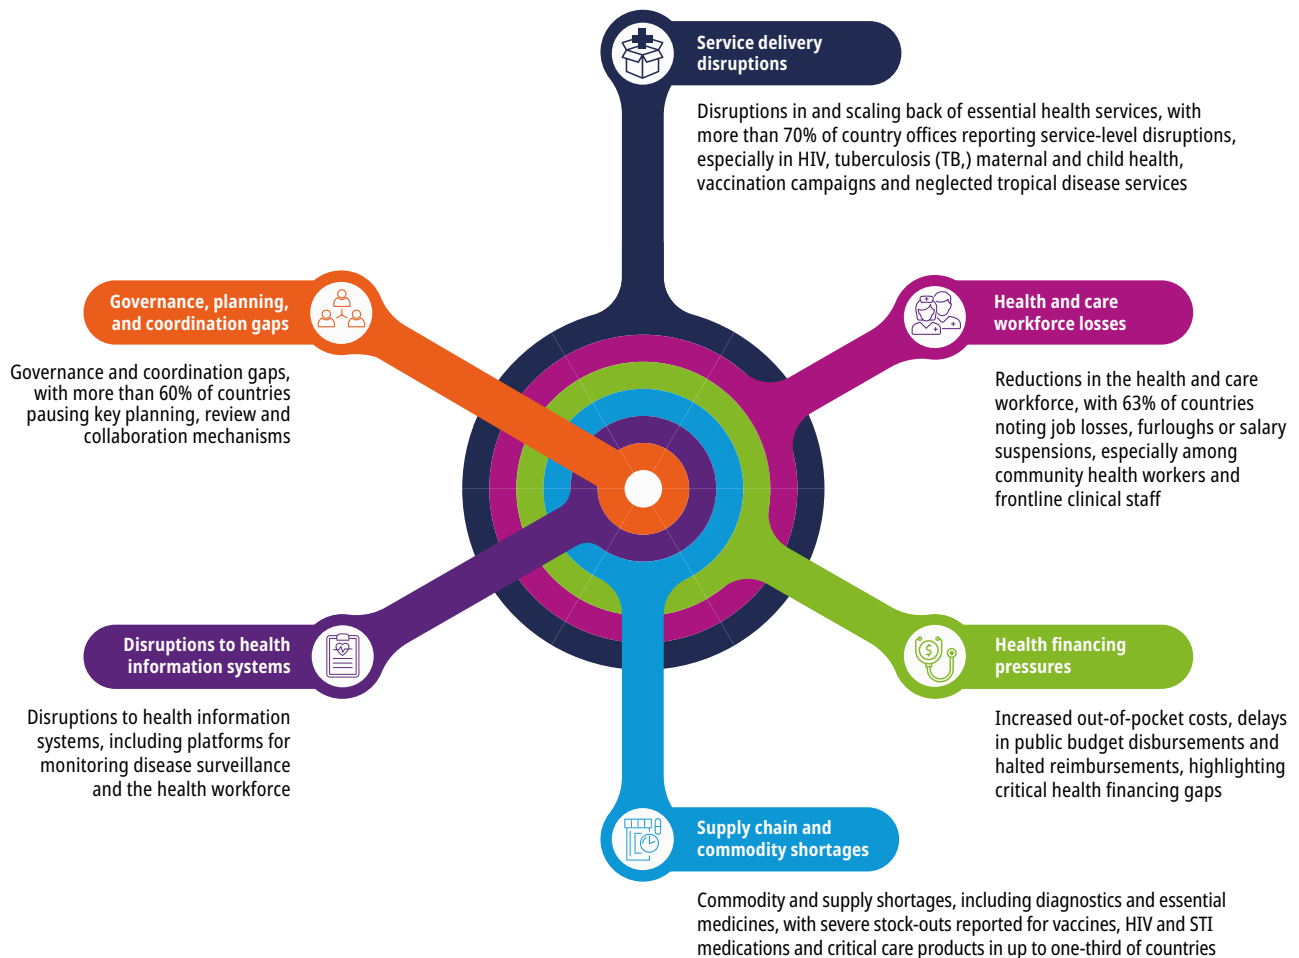 Service delivery
disruptions
Disruptions in and scaling back of essential health services, with
more than 70% of country offices reporting service-level disruptions,
especially in HIV, tuberculosis (TB,) maternal and child health,
vaccination campaigns and neglected tropical disease services
Governance, planning,
and coordination gaps
Governance and coordination gaps,
with more than 60% of countries
pausing key planning, review and
collaboration mechanisms
Health and care
workforce losses
Reductions in the health and care
workforce, with 63% of countries
noting job losses, furloughs or salary
suspensions, especially among
community health workers and
frontline clinical staff
Disruptions to health
information systems
Disruptions to health information
systems, including platforms for
monitoring disease surveillance
and the health workforce
$
Health financing
pressures
Increased out-of-pocket costs, delays
in public budget disbursements and
halted reimbursements, highlighting
critical health financing gaps
Supply chain and
commodity shortages
Commodity and supply shortages, including diagnostics and essential
medicines, with severe stock-outs reported for vaccines, HIV and STI
medications and critical care products in up to one-third of countries